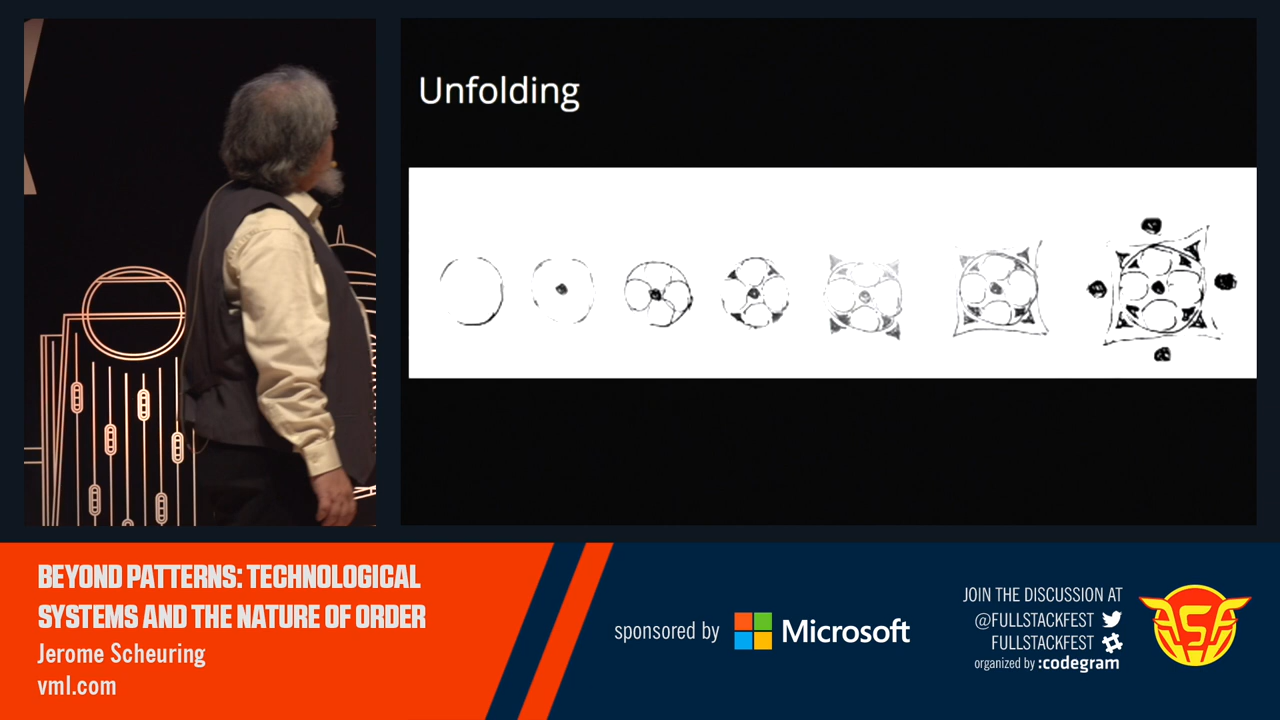 Unfolding
BEYOND PATTERNS: TECHNOLOGICAL
SYSTEMS AND THE NATURE OF ORDER
Jerome Scheuring
vml.com
sponsored by Microsoft
JOIN THE DISCUSSION AT
@FULLSTACKFEST
FULLSTACKFEST
organized by :codegram
FSF